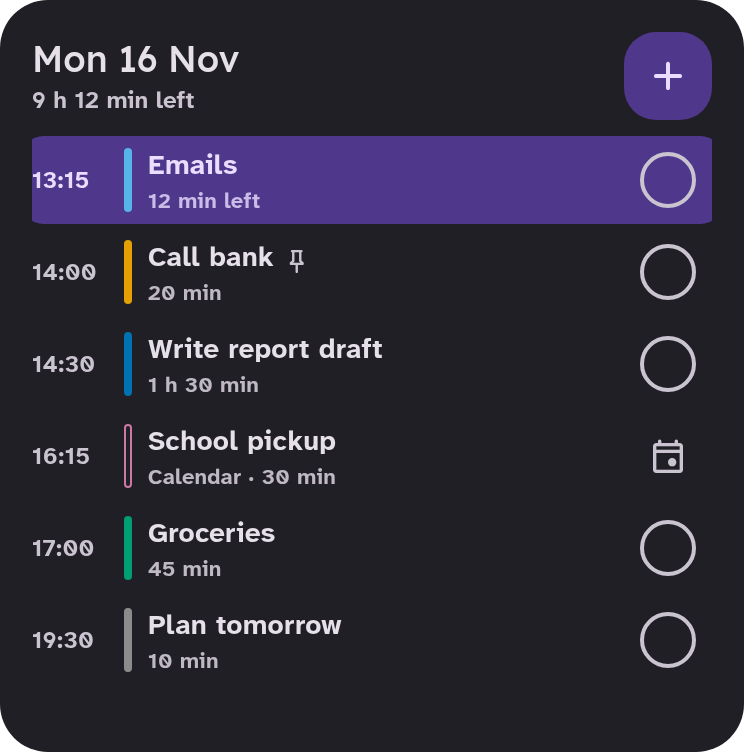 Mon 16 Nov
9 h 12 min left
13:15
Emails
12 min left
14:00
Call bank
20 min
14:30
Write report draft
1 h 30 min
16:15
School pickup
Calendar · 30 min
17:00
Groceries
45 min
19:30
Plan tomorrow
10 min